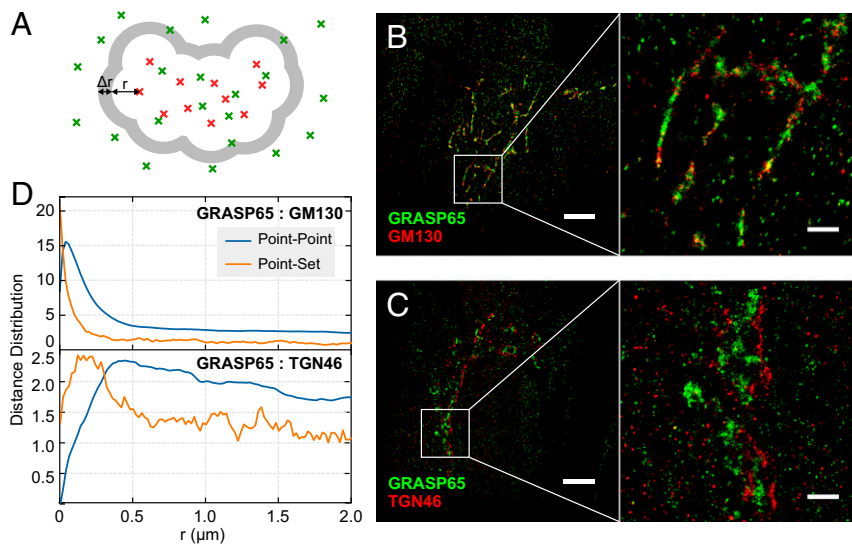 A
Δr
r
B
GRASP65
GM130
D
GRASP65 : GM130
Point-Point
Point-Set
20
15
10
5
0
GRASP65 : TGN46
2.5
2.0
1.5
1.0
0.5
0
Distance Distribution
0
0.5
1.0
1.5
2.0
r (μm)
C
GRASP65
TGN46